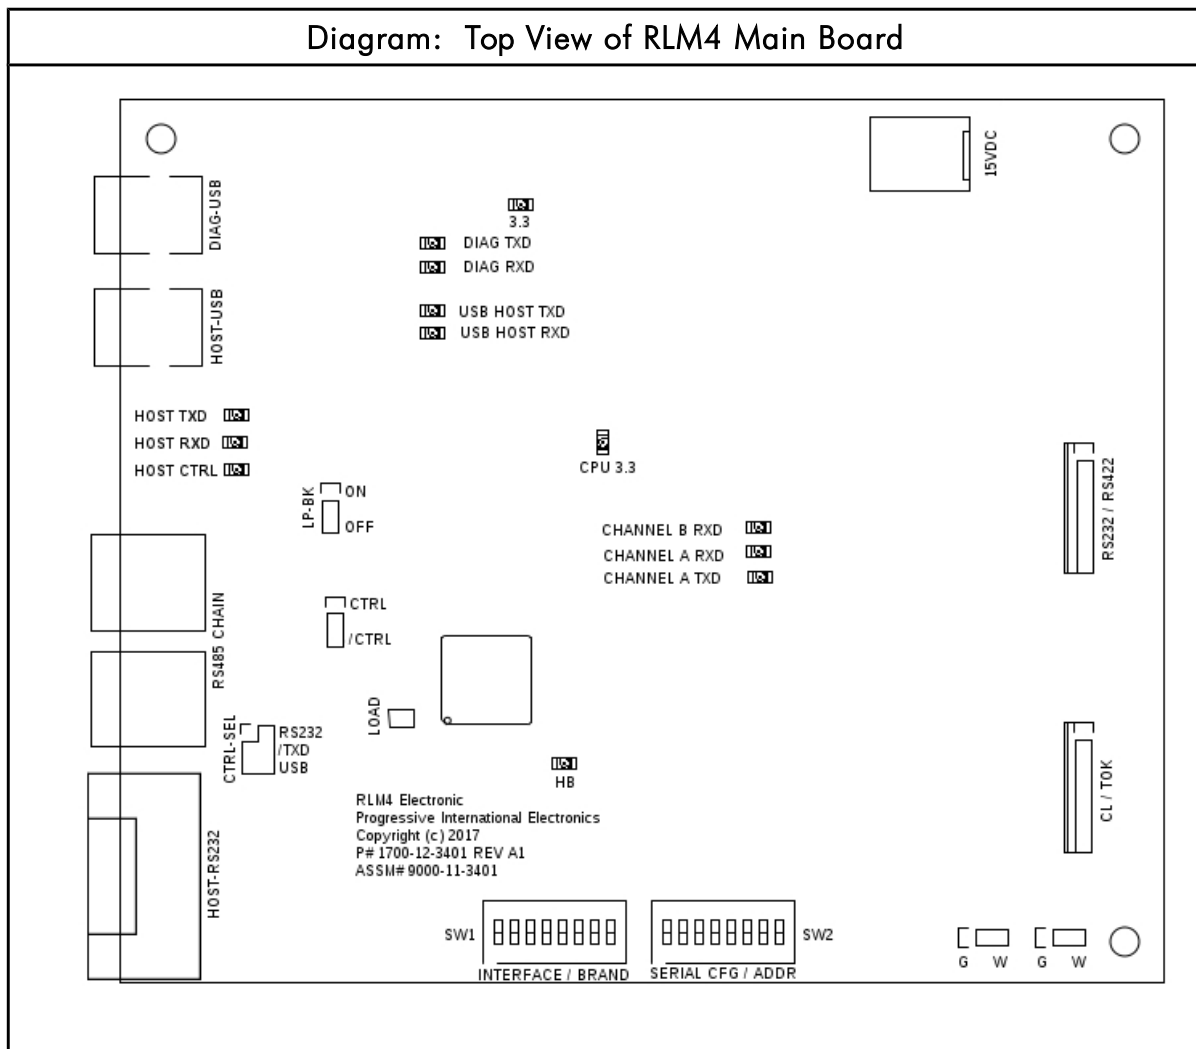 Diagram: Top View of RLM4 Main Board
15VDC
DIAG-USB
3.3
DIAG TXD
DIAG RXD
HOST-USB
USB HOST TXD
USB HOST RXD
HOST TXD
HOST RXD
HOST CTRL
CPU 3.3
LP-BK
ON
OFF
RS232 / RS422
CHANNEL B RXD
CHANNEL A RXD
CHANNEL A TXD
RS485 CHAIN
CTRL
/CTRL
LOAD
CTRL-SEL
RS232
/TXD
USB
HB
CL / TOK
HOST-RS232
RLM4 Electronic
Progressive International Electronics
Copyright (c) 2017
P# 1700-12-3401 REV A1
ASSM# 9000-11-3401
SW1
SW2
INTERFACE / BRAND
SERIAL CFG / ADDR
G W
G W